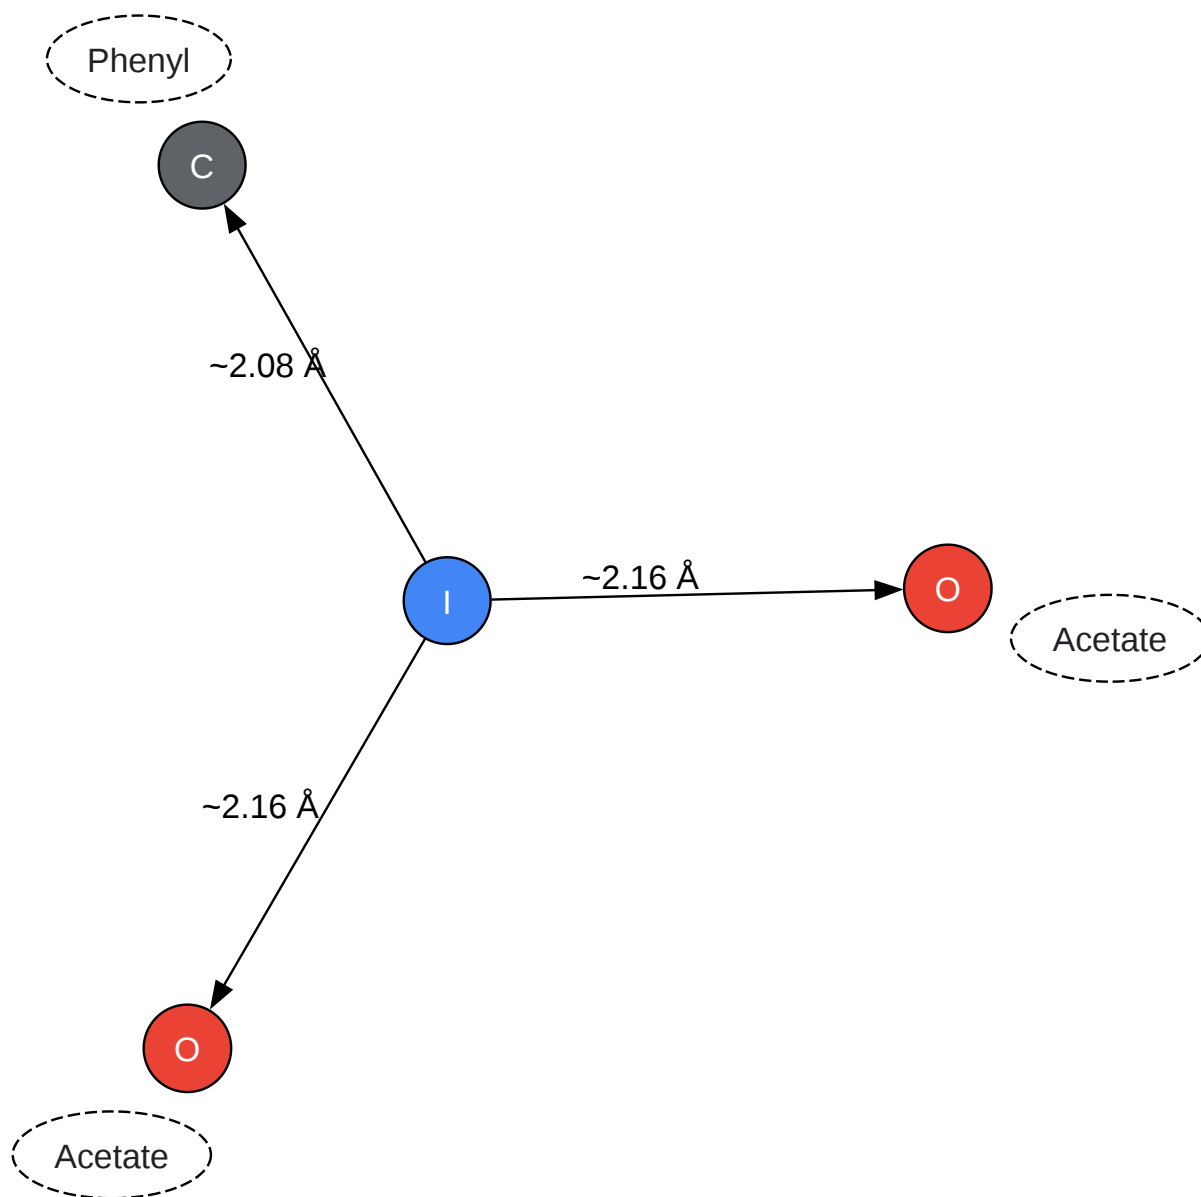 Phenyl
C
~2.08 Å
~2.16 Å
I
O
Acetate
~2.16 Å
O
Acetate